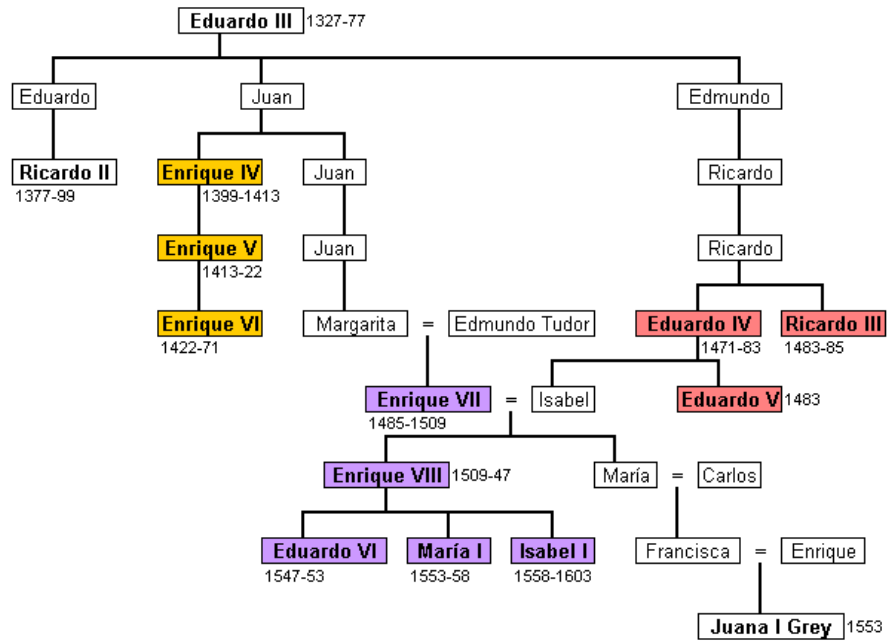 Eduardo III 1327-77
Eduardo Juan Edmundo
Ricardo II Enrique IV Juan Ricardo
1377-99 1399-1413
Enrique V Juan Ricardo
1413-22
Enrique VI Margarita = Edmundo Tudor Eduardo IV Ricardo III
1422-71 1471-83 1483-85
Enrique VII = Isabel Eduardo V 1483
1485-1509
Enrique VIII 1509-47 María = Carlos
Eduardo VI María I Isabel I Francisca = Enrique
1547-53 1553-58 1558-1603
Juana I Grey 1553